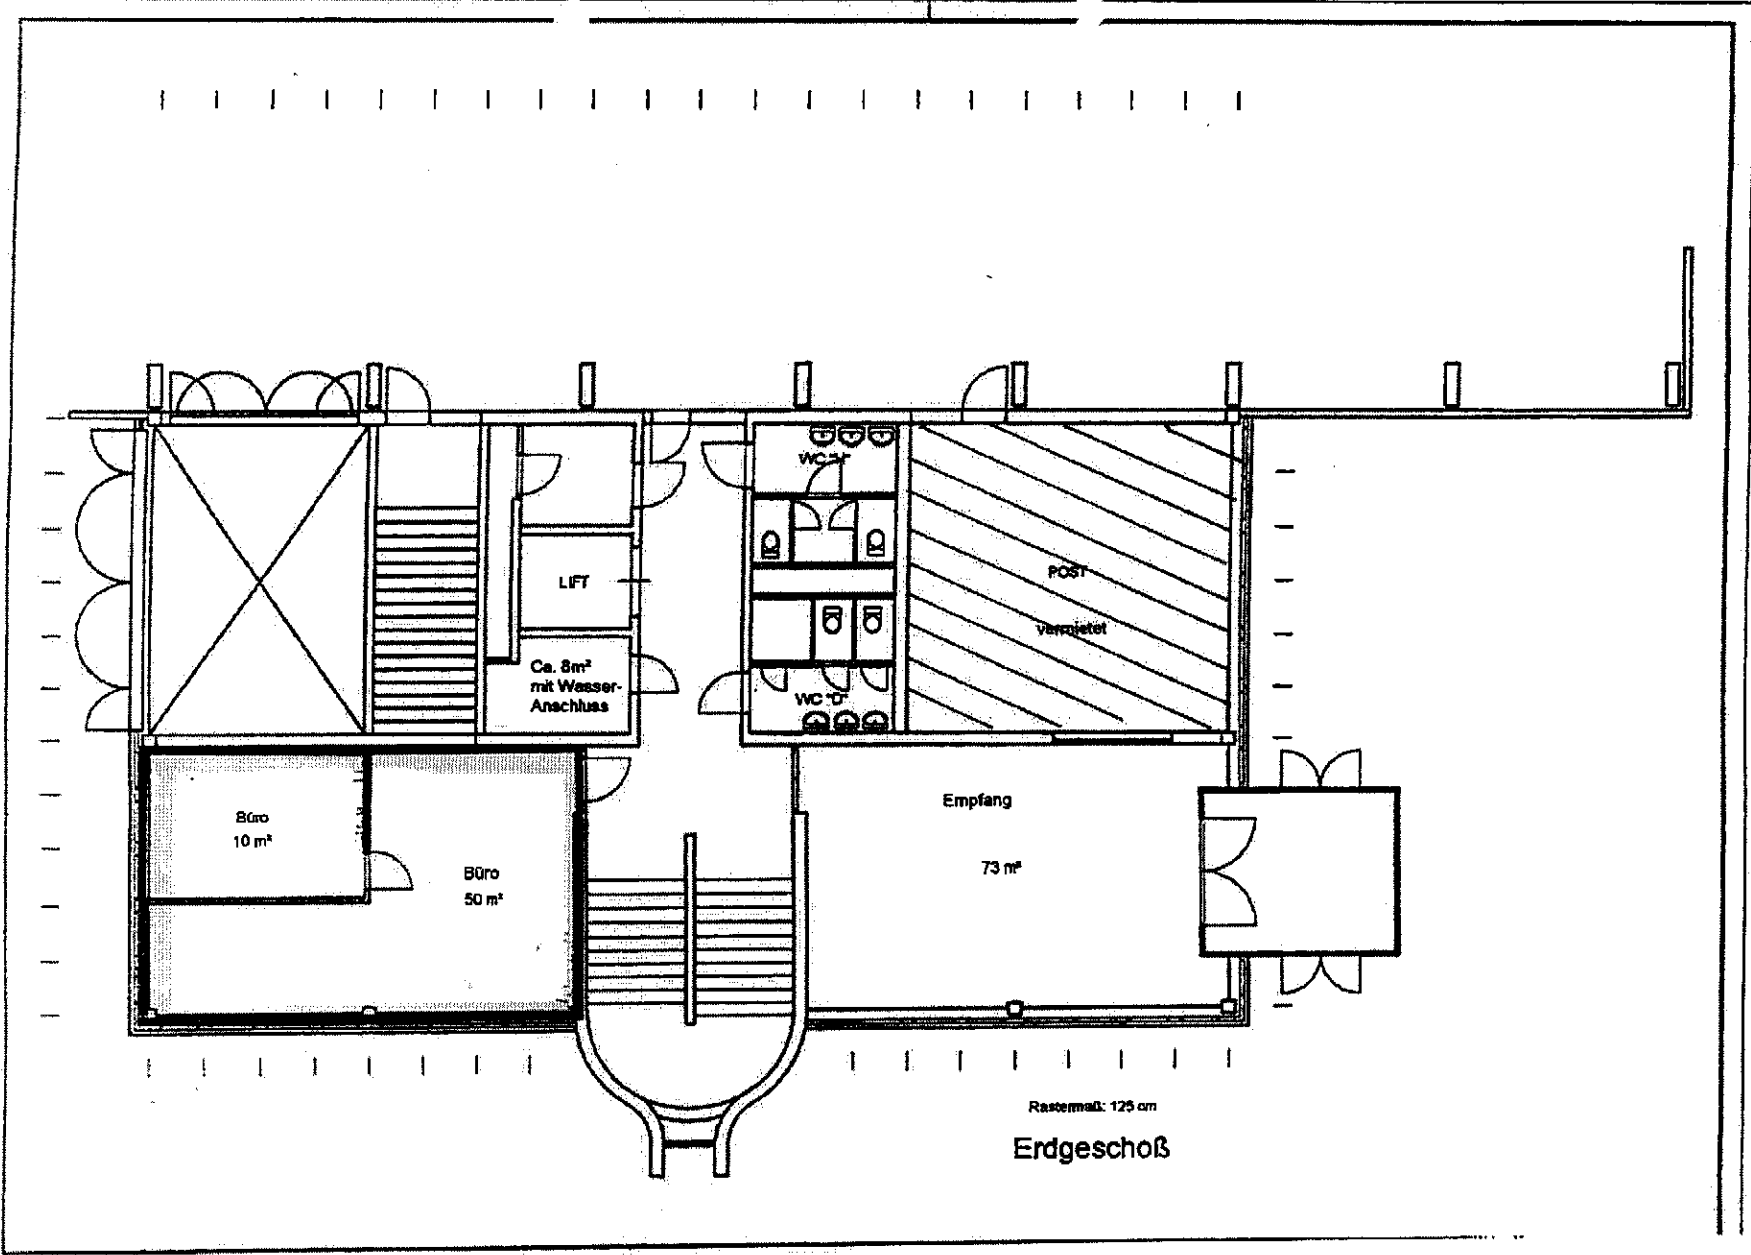 WC "H"
LIFT
POST
vermietet
Ca. 8m²
mit Wasser-
Anschluss
WC "D"
Büro
10 m²
Büro
50 m²
Empfang
73 m²
Rastermaß: 125 cm
Erdgeschoß